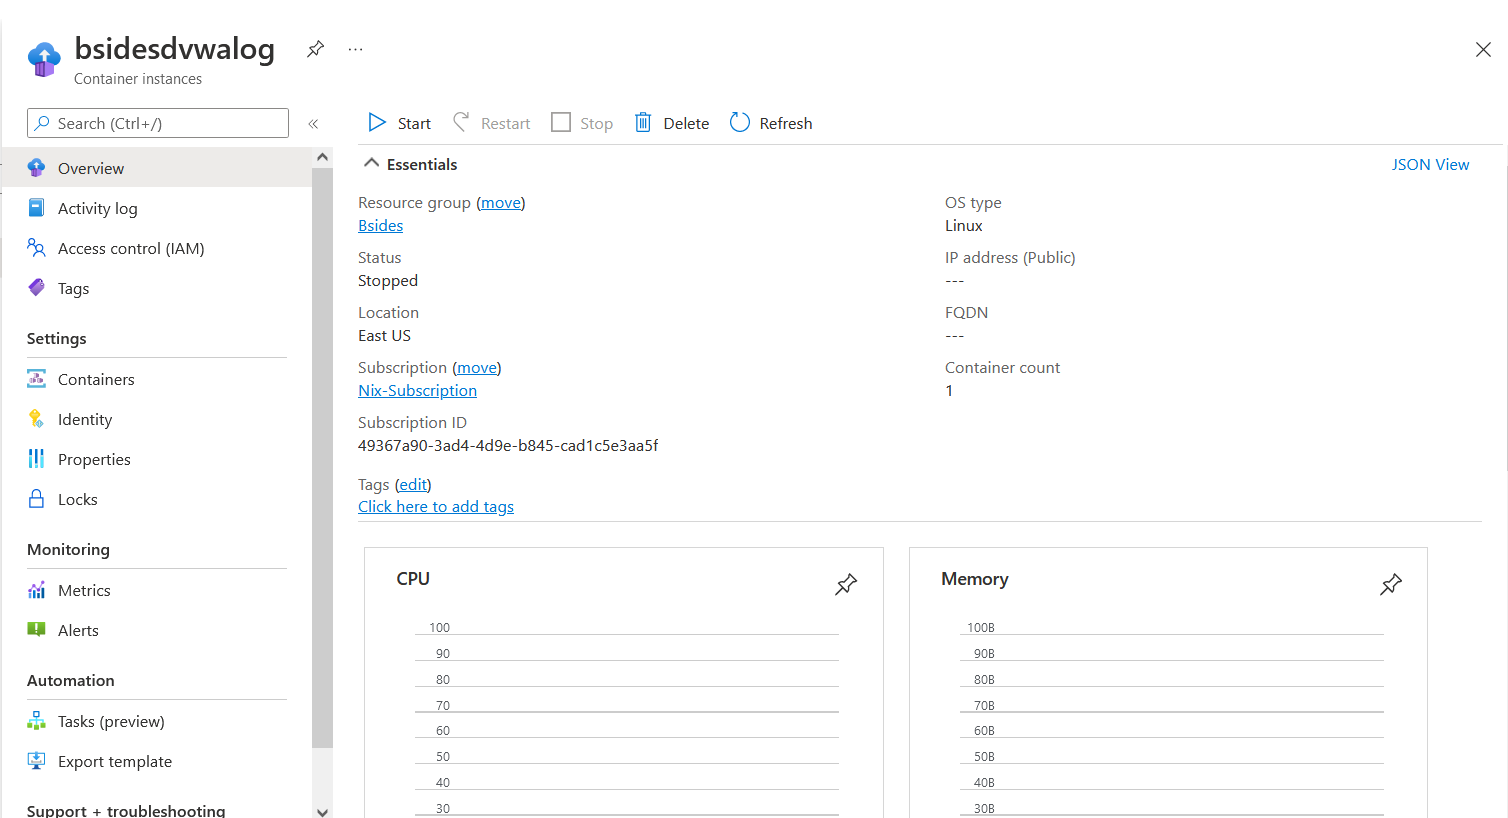 bsidesdvwalog
...
Container instances
Search (Ctrl+/)
«
Overview
Activity log
Access control (IAM)
Tags
Settings
Containers
Identity
Properties
Locks
Monitoring
Metrics
Alerts
Automation
Tasks (preview)
Export template
Support + troubleshooting
Start Restart Stop Delete Refresh
Essentials
JSON View
Resource group (move)
Bsides
Status
Stopped
Location
East US
Subscription (move)
Nix-Subscription
Subscription ID
49367a90-3ad4-4d9e-b845-cad1c5e3aa5f
Tags (edit)
Click here to add tags
OS type
Linux
IP address (Public)
---
FQDN
---
Container count
1
CPU
100
90
80
70
60
50
40
30
Memory
100B
90B
80B
70B
60B
50B
40B
30B